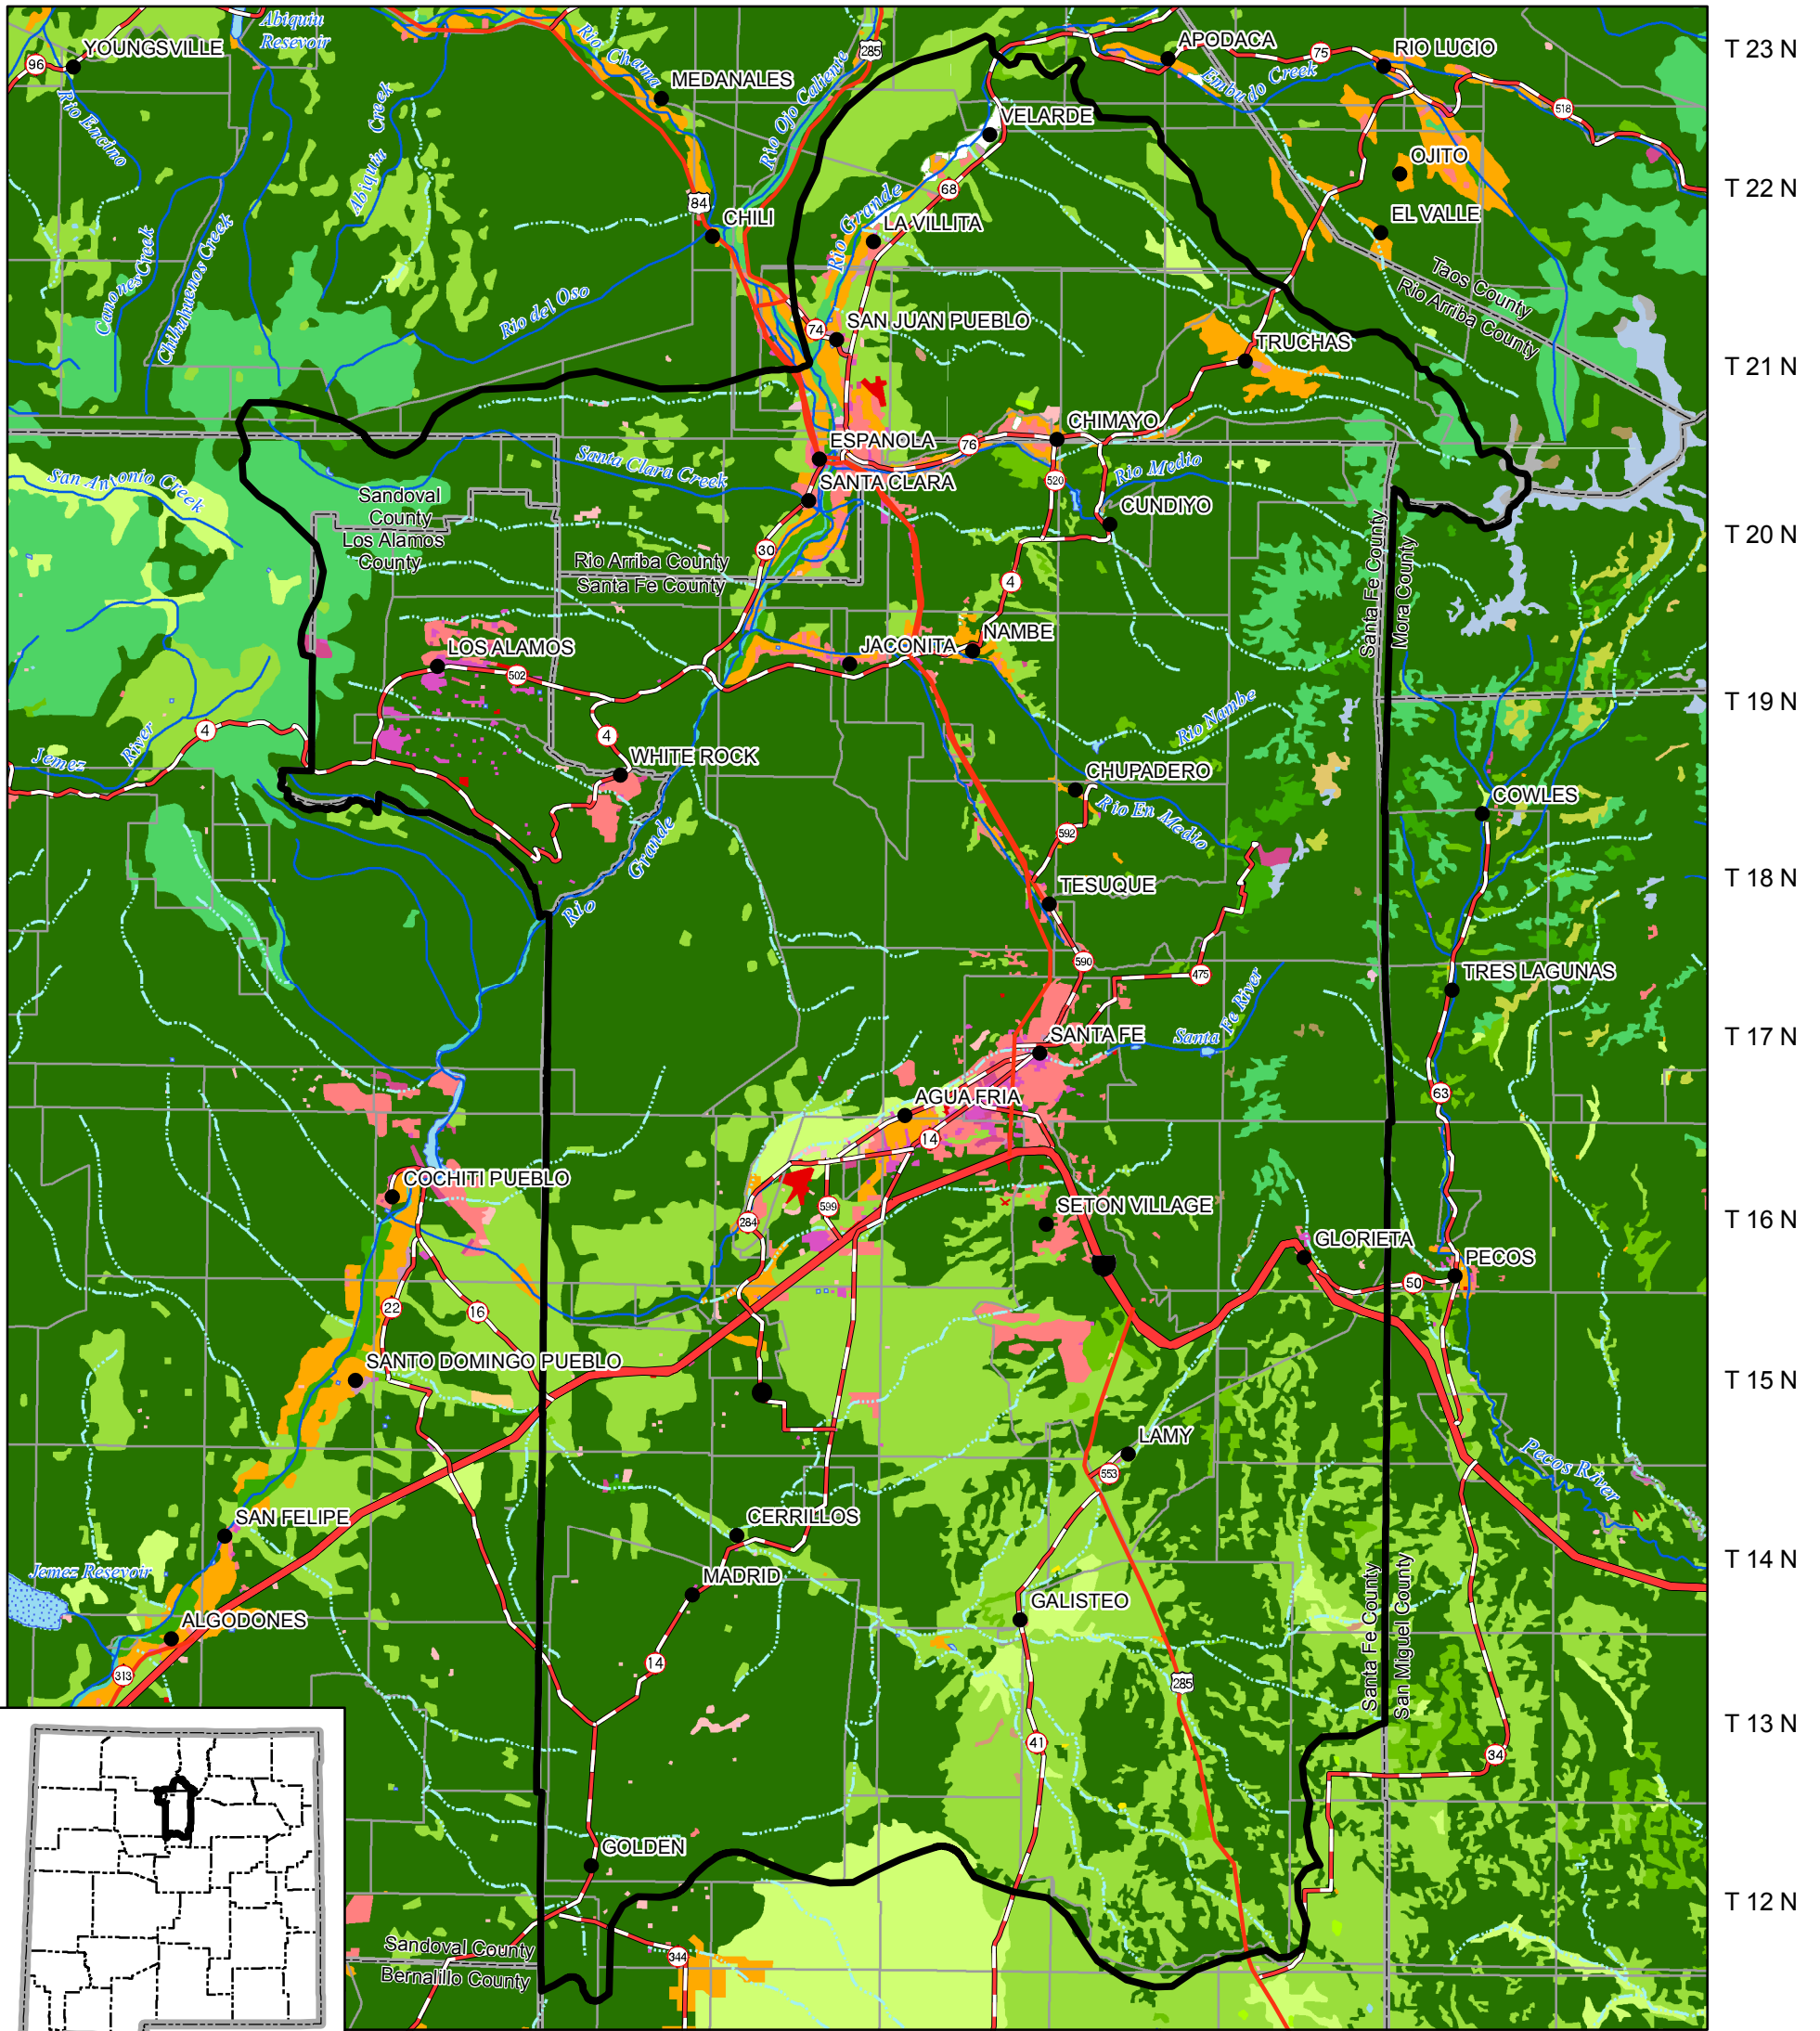 Abiquiu
Resevoir
YOUNGSVILLE
96
Rio Encino
Canones Creek
Chihuahuenos Creek
Abiquiu Creek
Rio Chama
MEDANALES
Rio Ojo Caliente
285
84
CHILI
Rio del Oso
APODACA
75
RIO LUCIO
T 23 N
Embudo Creek
518
VELARDE
OJITO
T 22 N
68
Rio Grande
LA VILLITA
EL VALLE
Taos County
Rio Arriba County
74
SAN JUAN PUEBLO
TRUCHAS
T 21 N
CHIMAYO
ESPANOLA
76
Santa Clara Creek
SANTA CLARA
520
Rio Medio
CUNDIYO
San Antonio Creek
Sandoval
County
Los Alamos
County
30
Rio Arriba County
Santa Fe County
Santa Fe County
Mora County
T 20 N
4
NAMBE
JACONITA
LOS ALAMOS
502
T 19 N
4
Jemez River
4
WHITE ROCK
Rio Nambe
CHUPADERO
Rio En Medio
592
COWLES
Rio Grande
TESUQUE
T 18 N
590
475
TRES LAGUNAS
SANTA FE
Santa Fe River
T 17 N
AGUA FRIA
14
63
COCHITI PUEBLO
284
599
SETON VILLAGE
T 16 N
GLORIETA
PECOS
50
22
16
SANTO DOMINGO PUEBLO
T 15 N
LAMY
553
Pecos River
SAN FELIPE
CERRILLOS
T 14 N
Jemez Resevoir
MADRID
GALISTEO
ALGODONES
313
14
285
Santa Fe County
San Miguel County
T 13 N
41
34
GOLDEN
T 12 N
Sandoval County
Bernalillo County
344